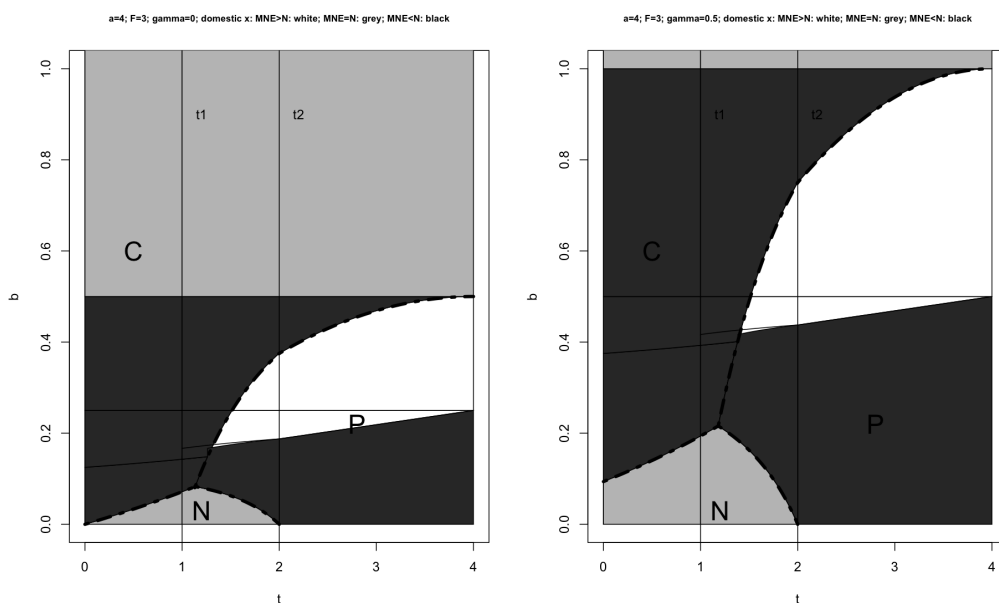 a=4; F=3; gamma=0; domestic x: MNE>N: white; MNE=N: grey; MNE<N: black
1.0
0.8
0.6
0.4
0.2
0.0
b
t1
t2
C
P
N
0
1
2
3
4
t
a=4; F=3; gamma=0.5; domestic x: MNE>N: white; MNE=N: grey; MNE<N: black
1.0
0.8
0.6
0.4
0.2
0.0
b
t1
t2
C
P
N
0
1
2
3
4
t